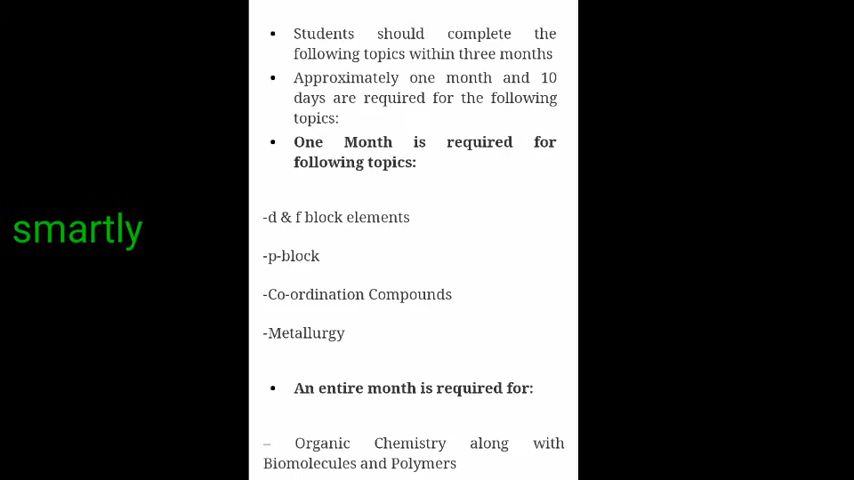 • Students should complete the
following topics within three months
• Approximately one month and 10
days are required for the following
topics:
• One Month is required for
following topics:
smartly
-d & f block elements
-p-block
-Co-ordination Compounds
-Metallurgy
• An entire month is required for:
– Organic Chemistry along with
Biomolecules and Polymers